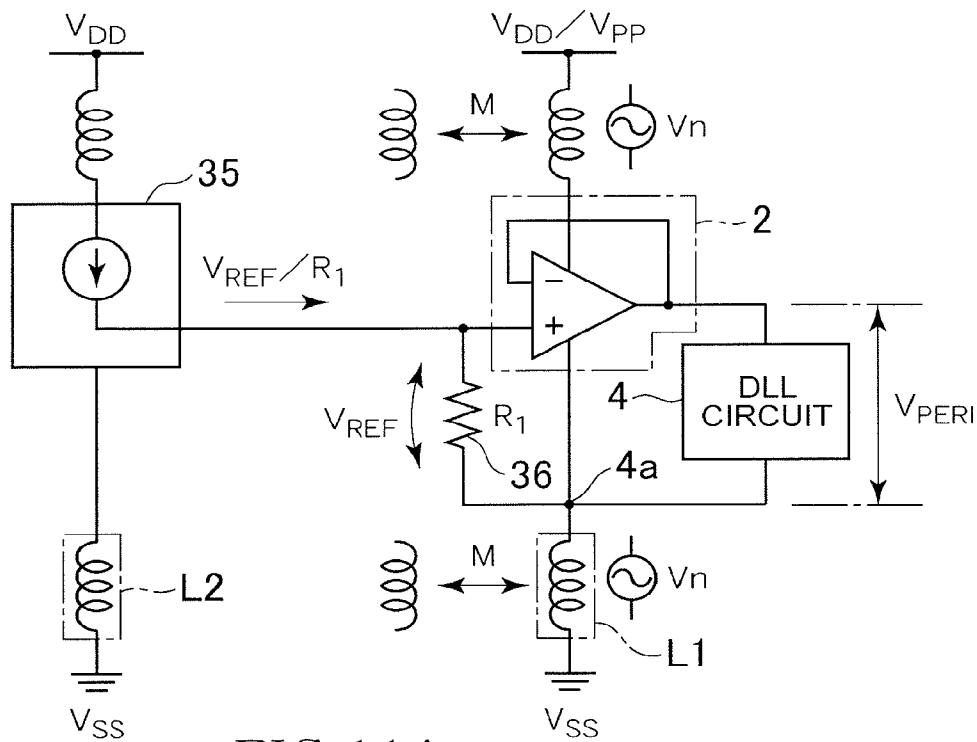 VDD
VDD/VPP
M
Vn
35
2
VREF/R1
−
+
4
DLL
CIRCUIT
VPERI
VREF
R1
36
4a
M
Vn
L2
L1
VSS
VSS